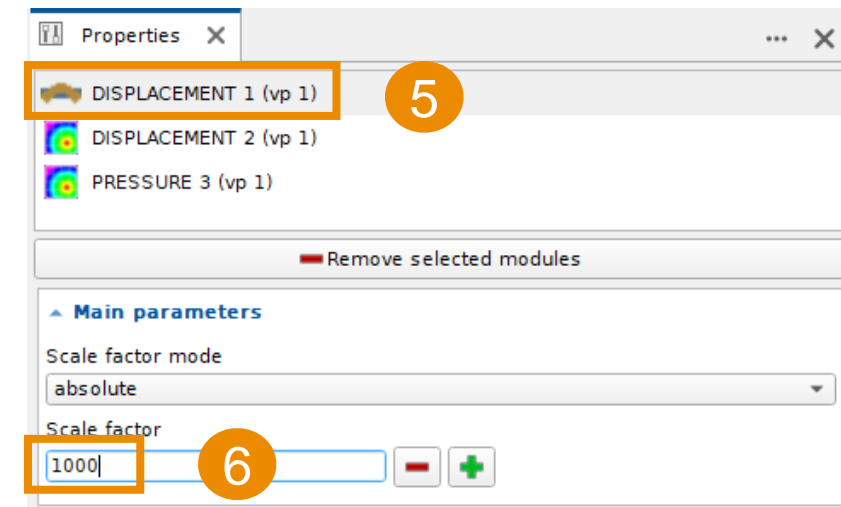 Properties
DISPLACEMENT 1 (vp 1)
5
DISPLACEMENT 2 (vp 1)
PRESSURE 3 (vp 1)
Remove selected modules
Main parameters
Scale factor mode
absolute
Scale factor
1000
6